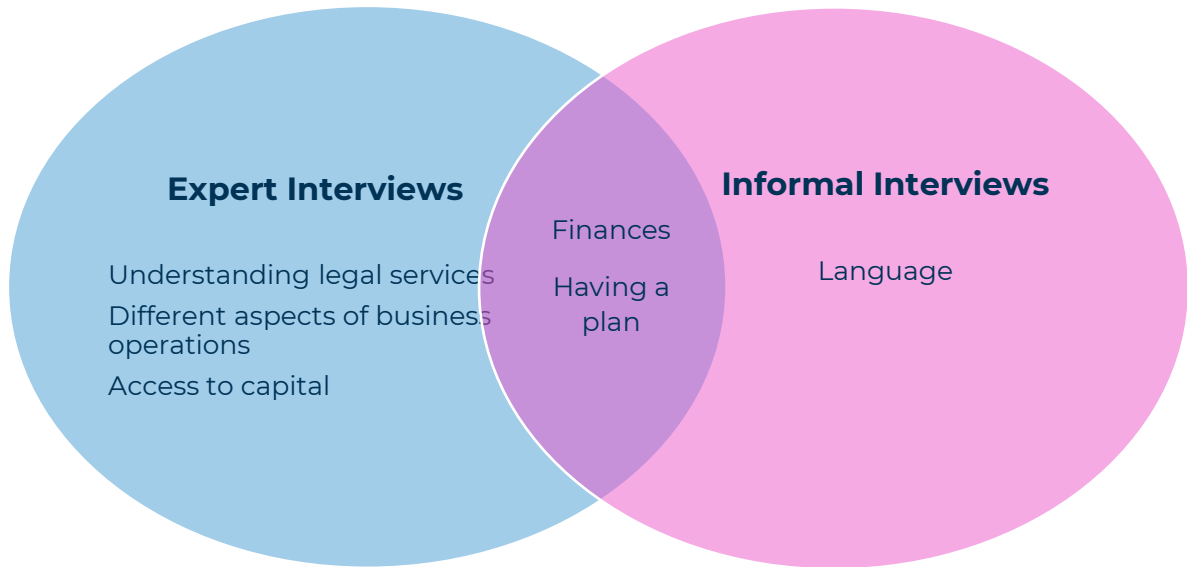 Expert Interviews
Understanding legal services
Different aspects of business
operations
Access to capital
Finances
Having a
plan
Informal Interviews
Language